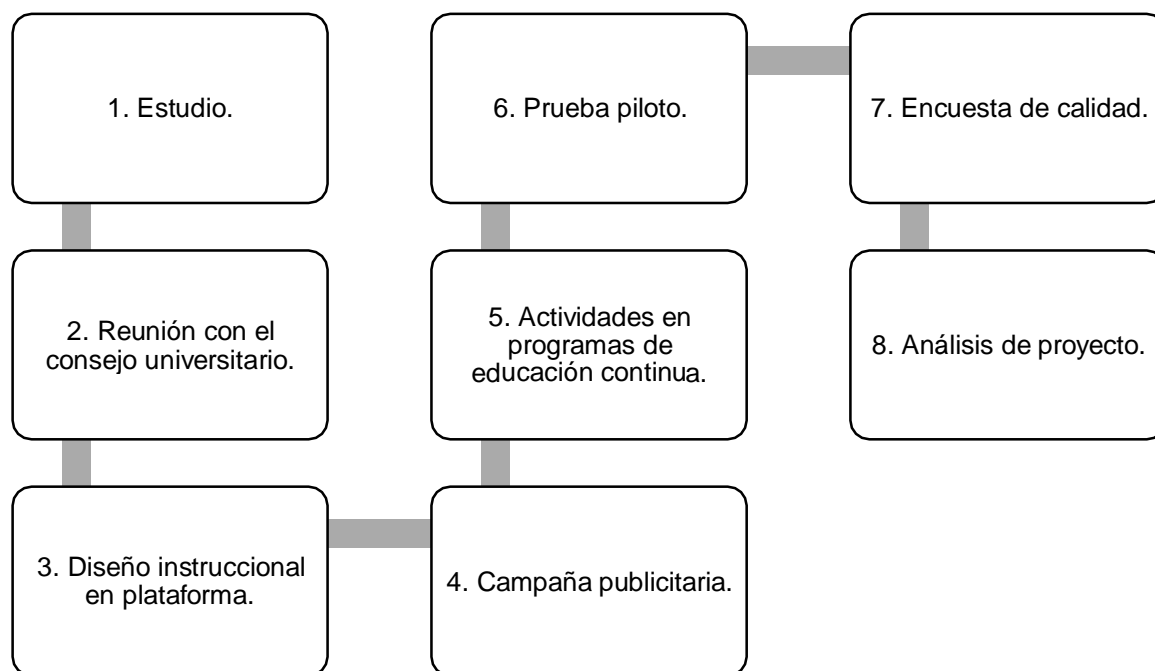 1. Estudio.
2. Reunión con el
consejo universitario.
3. Diseño instruccional
en plataforma.
4. Campaña publicitaria.
5. Actividades en
programas de
educación continua.
6. Prueba piloto.
7. Encuesta de calidad.
8. Análisis de proyecto.